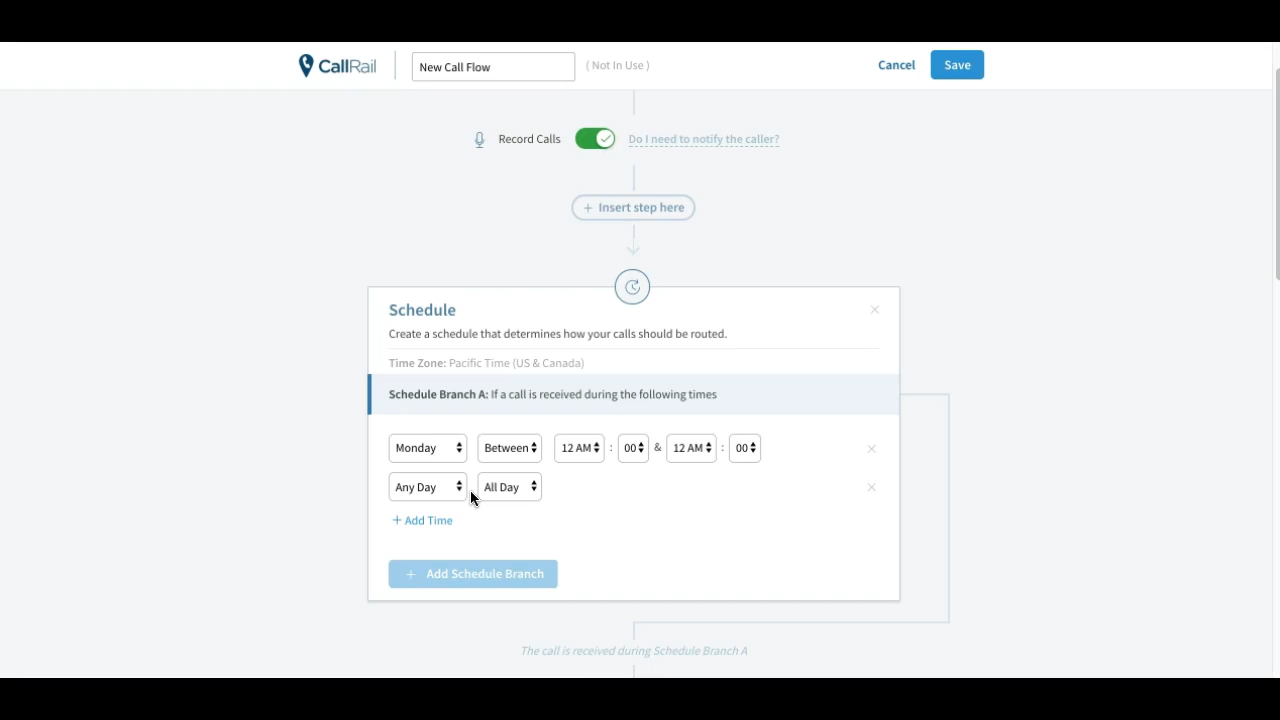 CallRail New Call Flow ( Not In Use ) Cancel Save
Record Calls Do I need to notify the caller?
+ Insert step here
Schedule
Create a schedule that determines how your calls should be routed.
Time Zone: Pacific Time (US & Canada)
Schedule Branch A: If a call is received during the following times
Monday Between 12 AM : 00 & 12 AM : 00
Any Day All Day
+ Add Time
+ Add Schedule Branch
The call is received during Schedule Branch A